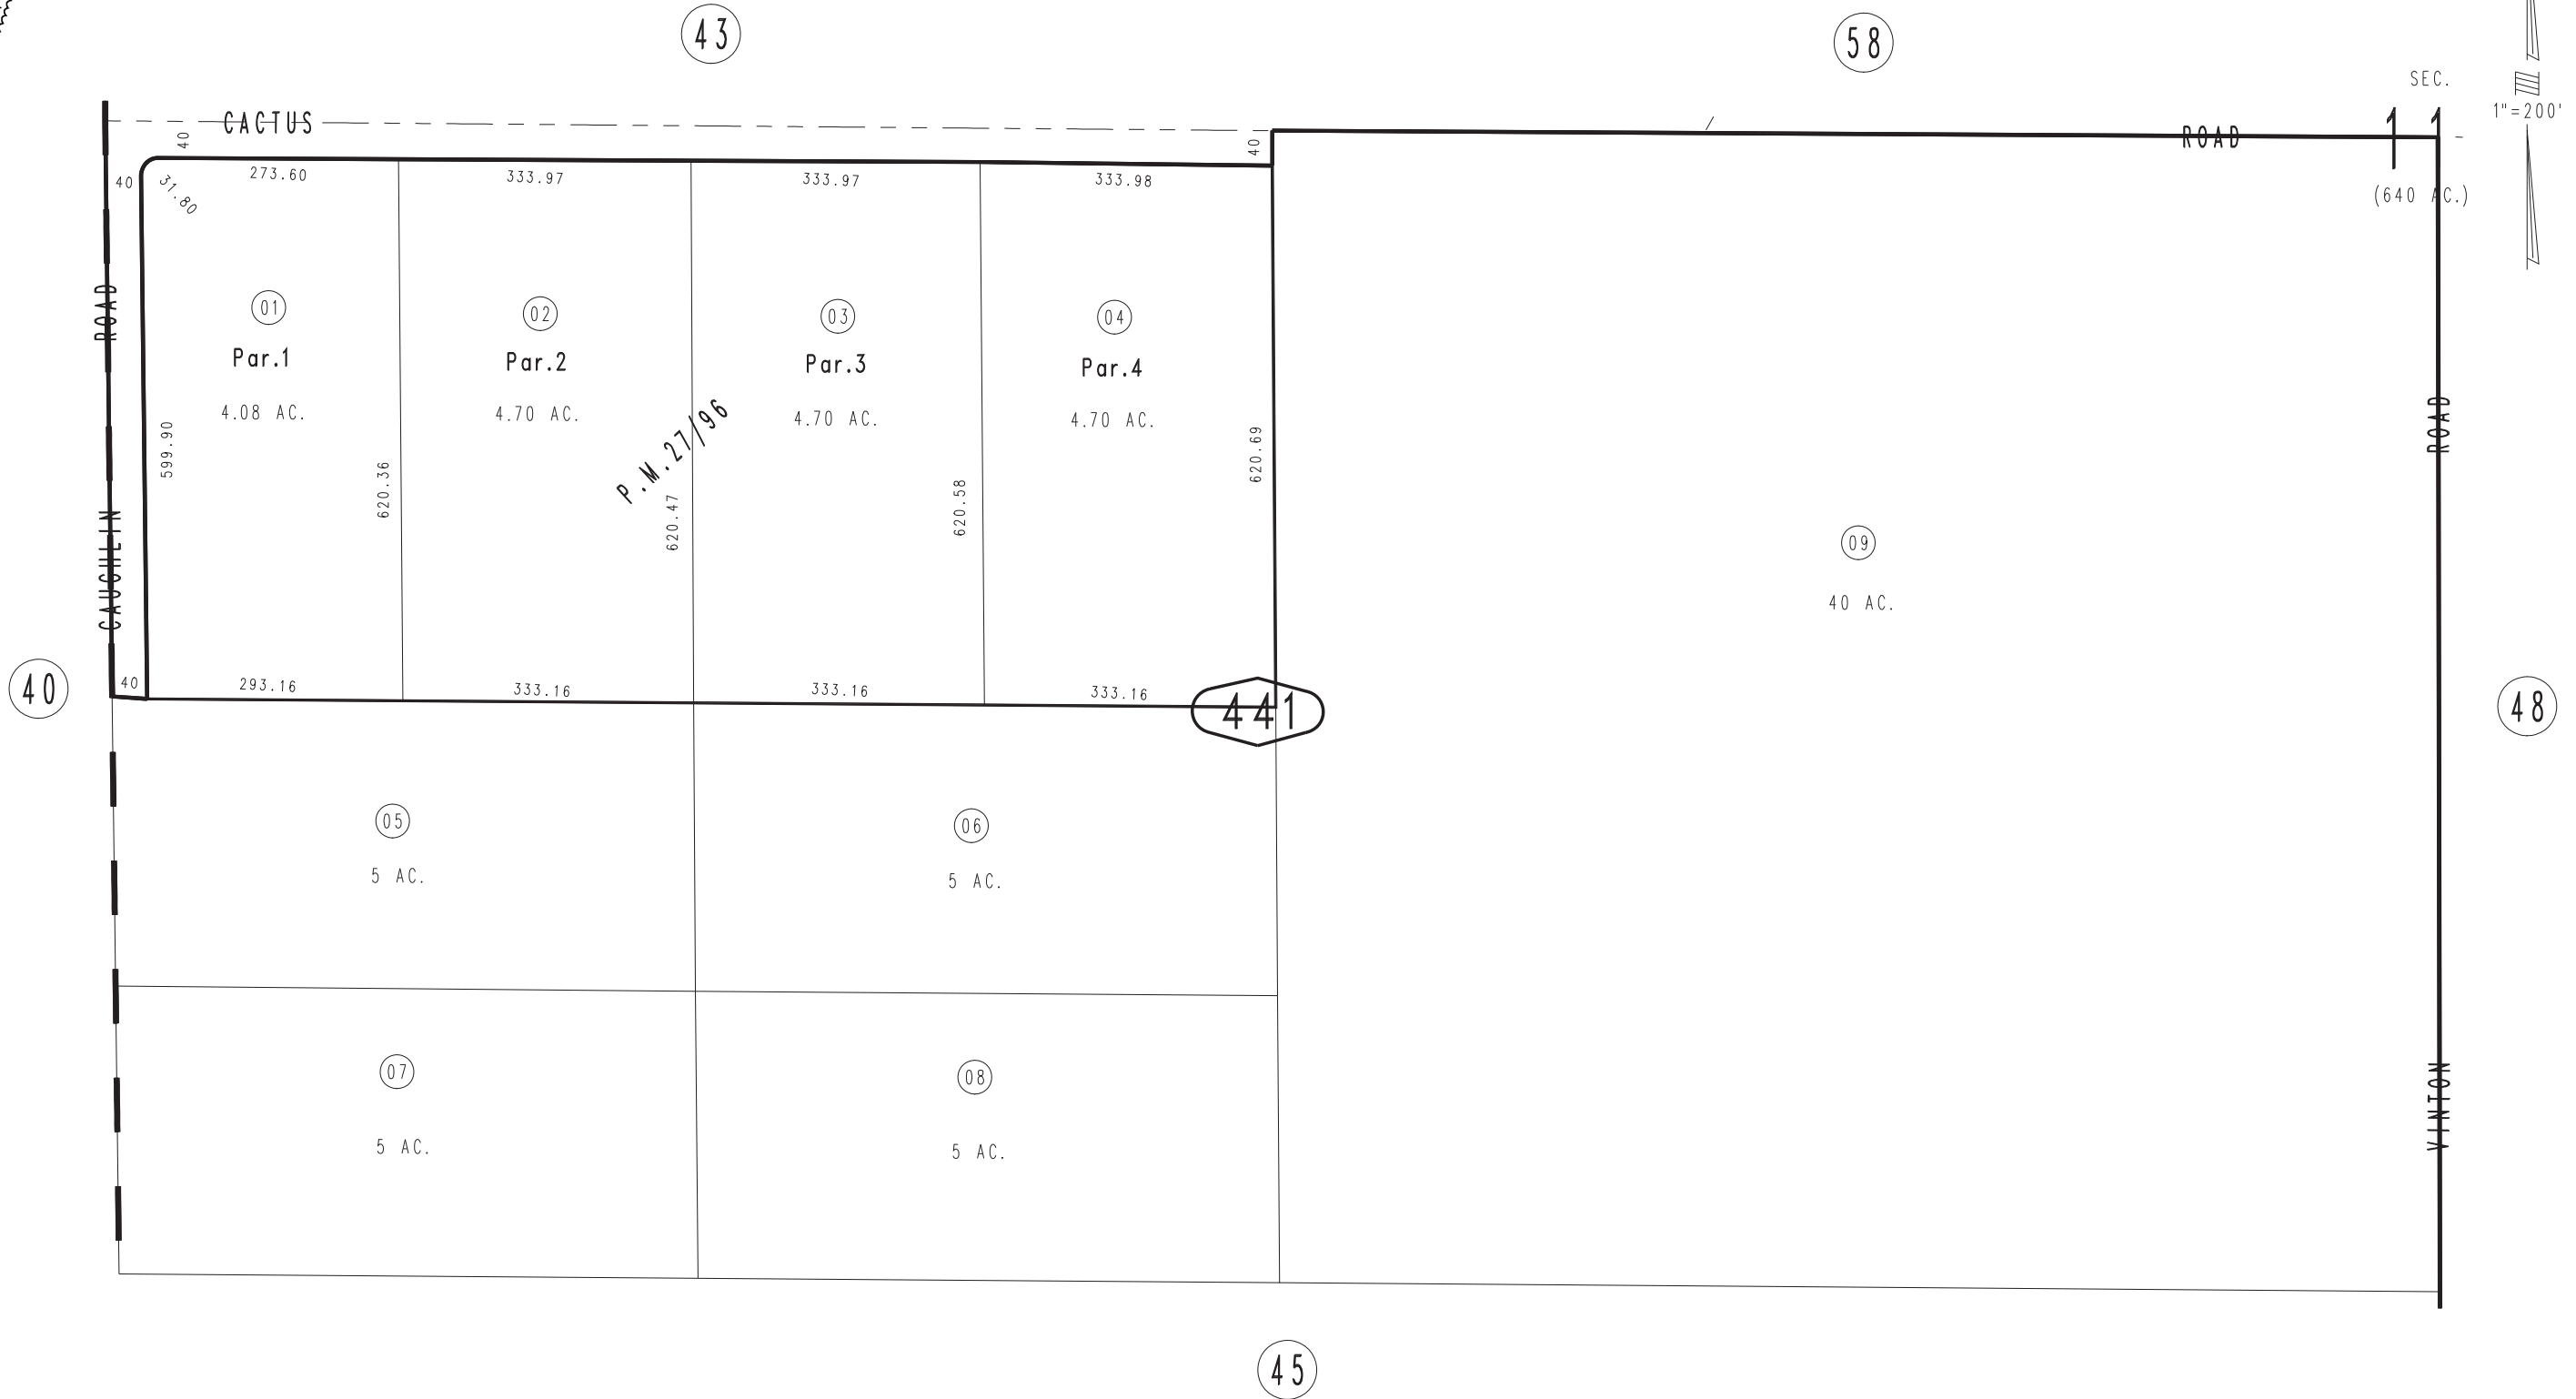 43
58
SEC.
11
1"=200'
(640 AC.)
CACTUS
ROAD
40
40
40
31.80
273.60
333.97
333.97
333.98
ROAD
CAUGHLIN
01
Par.1
4.08 AC.
02
Par.2
4.70 AC.
03
Par.3
4.70 AC.
04
Par.4
4.70 AC.
P.M.27/96
599.90
620.36
620.47
620.58
620.69
ROAD
VINTON
09
40 AC.
40
40
293.16
333.16
333.16
333.16
441
48
05
5 AC.
06
5 AC.
07
5 AC.
08
5 AC.
45